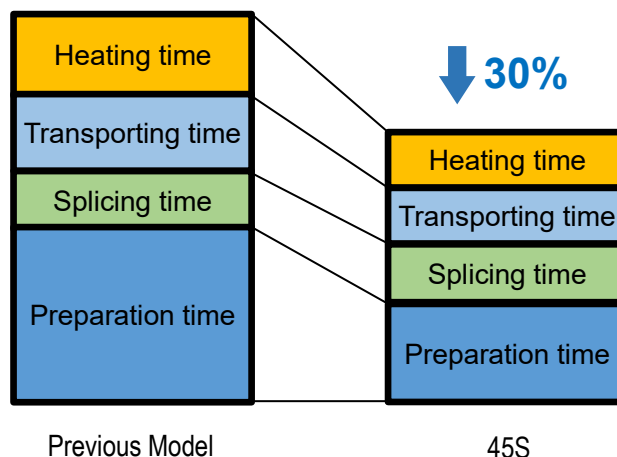 Heating time
Transporting time
Splicing time
Preparation time
Previous Model
30%
Heating time
Transporting time
Splicing time
Preparation time
45S